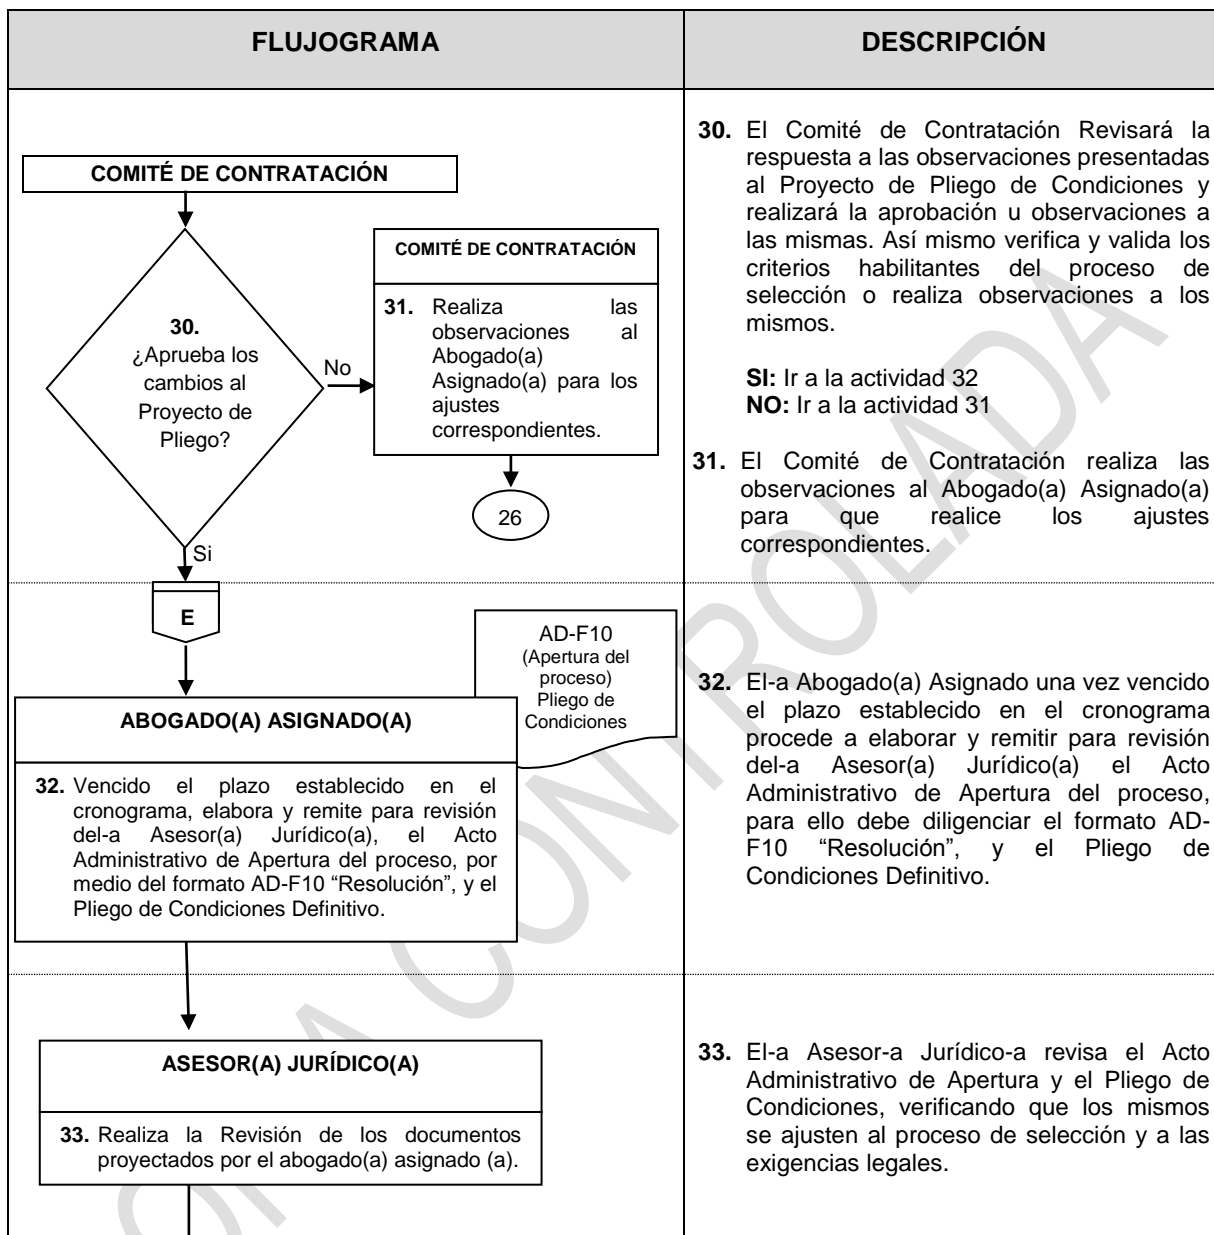 FLUJOGRAMA
DESCRIPCIÓN
COMITÉ DE CONTRATACIÓN
30.
¿Aprueba los
cambios al
Proyecto de
Pliego?
No
Si
COMITÉ DE CONTRATACIÓN
31. Realiza las
observaciones al
Abogado(a)
Asignado(a) para los
ajustes
correspondientes.
26
30. El Comité de Contratación Revisará la
respuesta a las observaciones presentadas
al Proyecto de Pliego de Condiciones y
realizará la aprobación u observaciones a
las mismas. Así mismo verifica y valida los
criterios habilitantes del proceso de
selección o realiza observaciones a los
mismos.
SI: Ir a la actividad 32
NO: Ir a la actividad 31
31. El Comité de Contratación realiza las
observaciones al Abogado(a) Asignado(a)
para que realice los ajustes
correspondientes.
E
AD-F10
(Apertura del
proceso)
Pliego de
Condiciones
ABOGADO(A) ASIGNADO(A)
32. Vencido el plazo establecido en el
cronograma, elabora y remite para revisión
del-a Asesor(a) Jurídico(a), el Acto
Administrativo de Apertura del proceso, por
medio del formato AD-F10 “Resolución”, y el
Pliego de Condiciones Definitivo.
32. El-a Abogado(a) Asignado una vez vencido
el plazo establecido en el cronograma
procede a elaborar y remitir para revisión
del-a Asesor(a) Jurídico(a) el Acto
Administrativo de Apertura del proceso,
para ello debe diligenciar el formato AD-
F10 “Resolución”, y el Pliego de
Condiciones Definitivo.
ASESOR(A) JURÍDICO(A)
33. Realiza la Revisión de los documentos
proyectados por el abogado(a) asignado (a).
33. El-a Asesor-a Jurídico-a revisa el Acto
Administrativo de Apertura y el Pliego de
Condiciones, verificando que los mismos
se ajusten al proceso de selección y a las
exigencias legales.
CONTROLADA